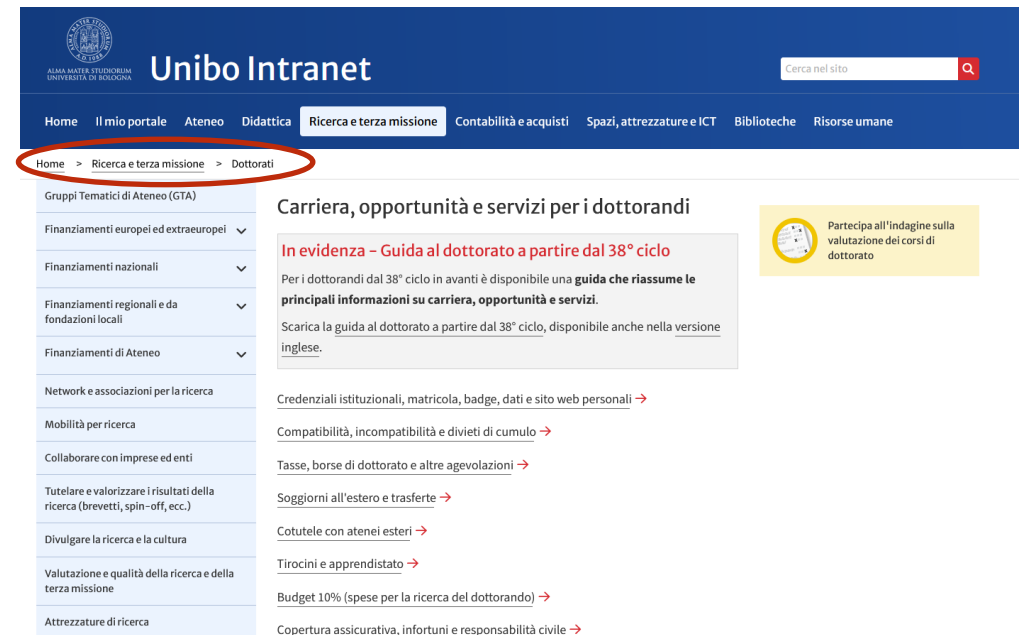 ALMA MATER STUDIORUM
UNIVERSITÀ DI BOLOGNA
Unibo Intranet
Cerca nel sito
Home Il mio portale Ateneo Didattica Ricerca e terza missione Contabilità e acquisti Spazi, attrezzature e ICT Biblioteche Risorse umane
Home > Ricerca e terza missione > Dottorati
Gruppi Tematici di Ateneo (GTA)
Finanziamenti europei ed extraeuropei
Finanziamenti nazionali
Finanziamenti regionali e da
fondazioni locali
Finanziamenti di Ateneo
Network e associazioni per la ricerca
Mobilità per ricerca
Collaborare con imprese ed enti
Tutelare e valorizzare i risultati della
ricerca (brevetti, spin-off, ecc.)
Divulgare la ricerca e la cultura
Valutazione e qualità della ricerca e della
terza missione
Attrezzature di ricerca
Carriera, opportunità e servizi per i dottorandi
In evidenza - Guida al dottorato a partire dal 38° ciclo
Per i dottorandi dal 38° ciclo in avanti è disponibile una guida che riassume le
principali informazioni su carriera, opportunità e servizi.
Scarica la guida al dottorato a partire dal 38° ciclo, disponibile anche nella versione
inglese.
Credenziali istituzionali, matricola, badge, dati e sito web personali →
Compatibilità, incompatibilità e divieti di cumulo →
Tasse, borse di dottorato e altre agevolazioni →
Soggiorni all'estero e trasferte →
Cotutele con atenei esteri →
Tirocini e apprendistato →
Budget 10% (spese per la ricerca del dottorando) →
Copertura assicurativa, infortuni e responsabilità civile →
Partecipa all'indagine sulla
valutazione dei corsi di
dottorato